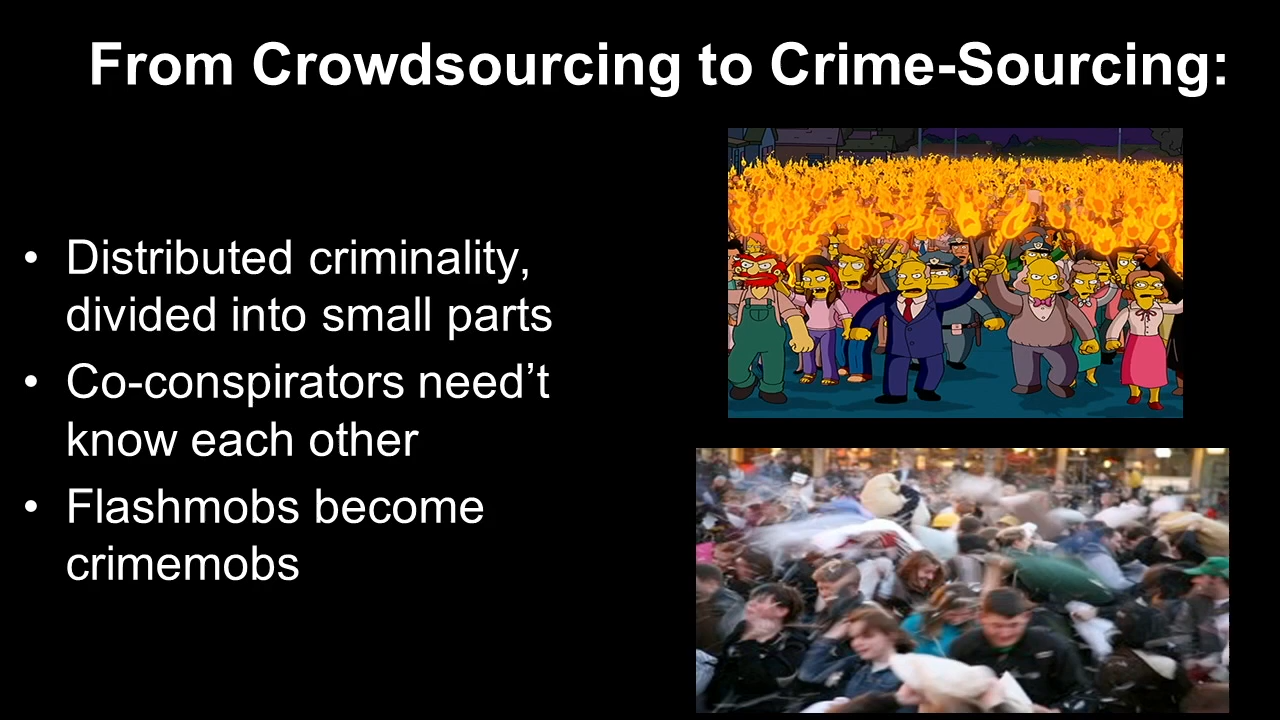 From Crowdsourcing to Crime-Sourcing:
• Distributed criminality,
divided into small parts
• Co-conspirators need’t
know each other
• Flashmobs become
crimemobs